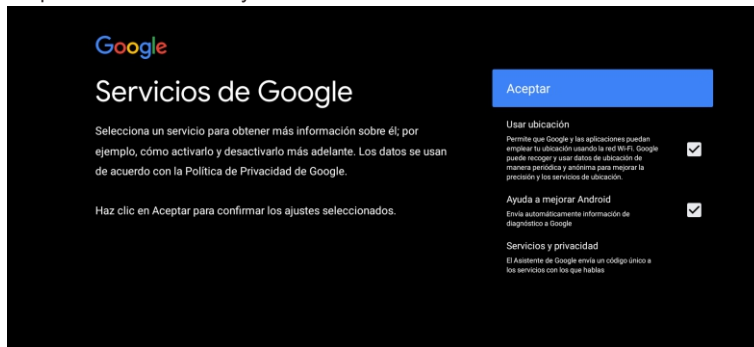 Google
Servicios de Google
Selecciona un servicio para obtener más información sobre él; por
ejemplo, cómo activarlo y desactivarlo más adelante. Los datos se usan
de acuerdo con la Política de Privacidad de Google.
Haz clic en Aceptar para confirmar los ajustes seleccionados.
Aceptar
Usar ubicación
Permite que Google y las aplicaciones puedan
emplear tu ubicación usando la red Wi-Fi. Google
puede recoger y usar datos de ubicación de
manera periódica y anónima para mejorar la
precisión y los servicios de ubicación.
Ayuda a mejorar Android
Envía automáticamente información de
diagnóstico a Google
Servicios y privacidad
El Asistente de Google envía un código único a
los servicios con los que hablas